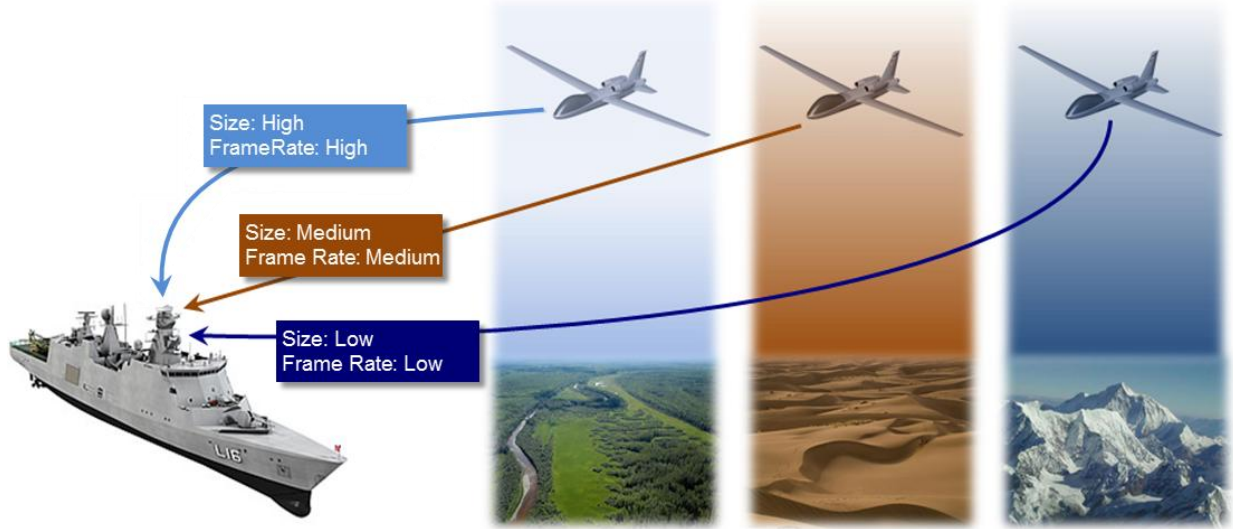 Size: High
FrameRate: High
Size: Medium
Frame Rate: Medium
Size: Low
Frame Rate: Low
L16